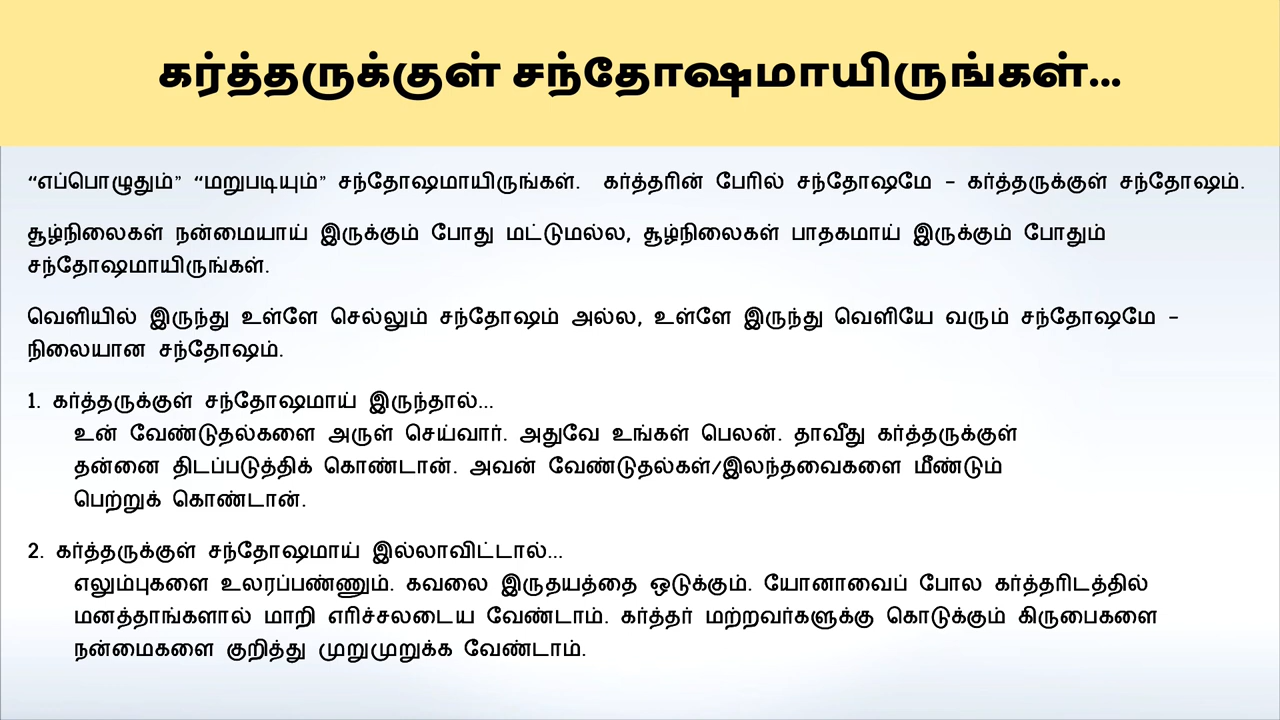 கர்த்தருக்குள் சந்தோஷமாயிருங்கள்...
“எப்பொழுதும்” “மறுபடியும்” சந்தோஷமாயிருங்கள். கர்த்தரின் பேரில் சந்தோஷமே - கர்த்தருக்குள் சந்தோஷம்.
சூழ்நிலைகள் நன்மையாய் இருக்கும் போது மட்டுமல்ல, சூழ்நிலைகள் பாதகமாய் இருக்கும் போதும்
சந்தோஷமாயிருங்கள்.
வெளியில் இருந்து உள்ளே செல்லும் சந்தோஷம் அல்ல, உள்ளே இருந்து வெளியே வரும் சந்தோஷமே -
நிலையான சந்தோஷம்.
1. கர்த்தருக்குள் சந்தோஷமாய் இருந்தால்...
உன் வேண்டுதல்களை அருள் செய்வார். அதுவே உங்கள் பெலன். தாவீது கர்த்தருக்குள்
தன்னை திடப்படுத்திக் கொண்டான். அவன் வேண்டுதல்கள்/இலந்தவைகளை மீண்டும்
பெற்றுக் கொண்டான்.
2. கர்த்தருக்குள் சந்தோஷமாய் இல்லாவிட்டால்...
எலும்புகளை உலரப்பண்ணும். கவலை இருதயத்தை ஒடுக்கும். யோனாவைப் போல கர்த்தரிடத்தில்
மனத்தாங்களால் மாறி எரிச்சலடைய வேண்டாம். கர்த்தர் மற்றவர்களுக்கு கொடுக்கும் கிருபைகளை
நன்மைகளை குறித்து முறுமுறுக்க வேண்டாம்.